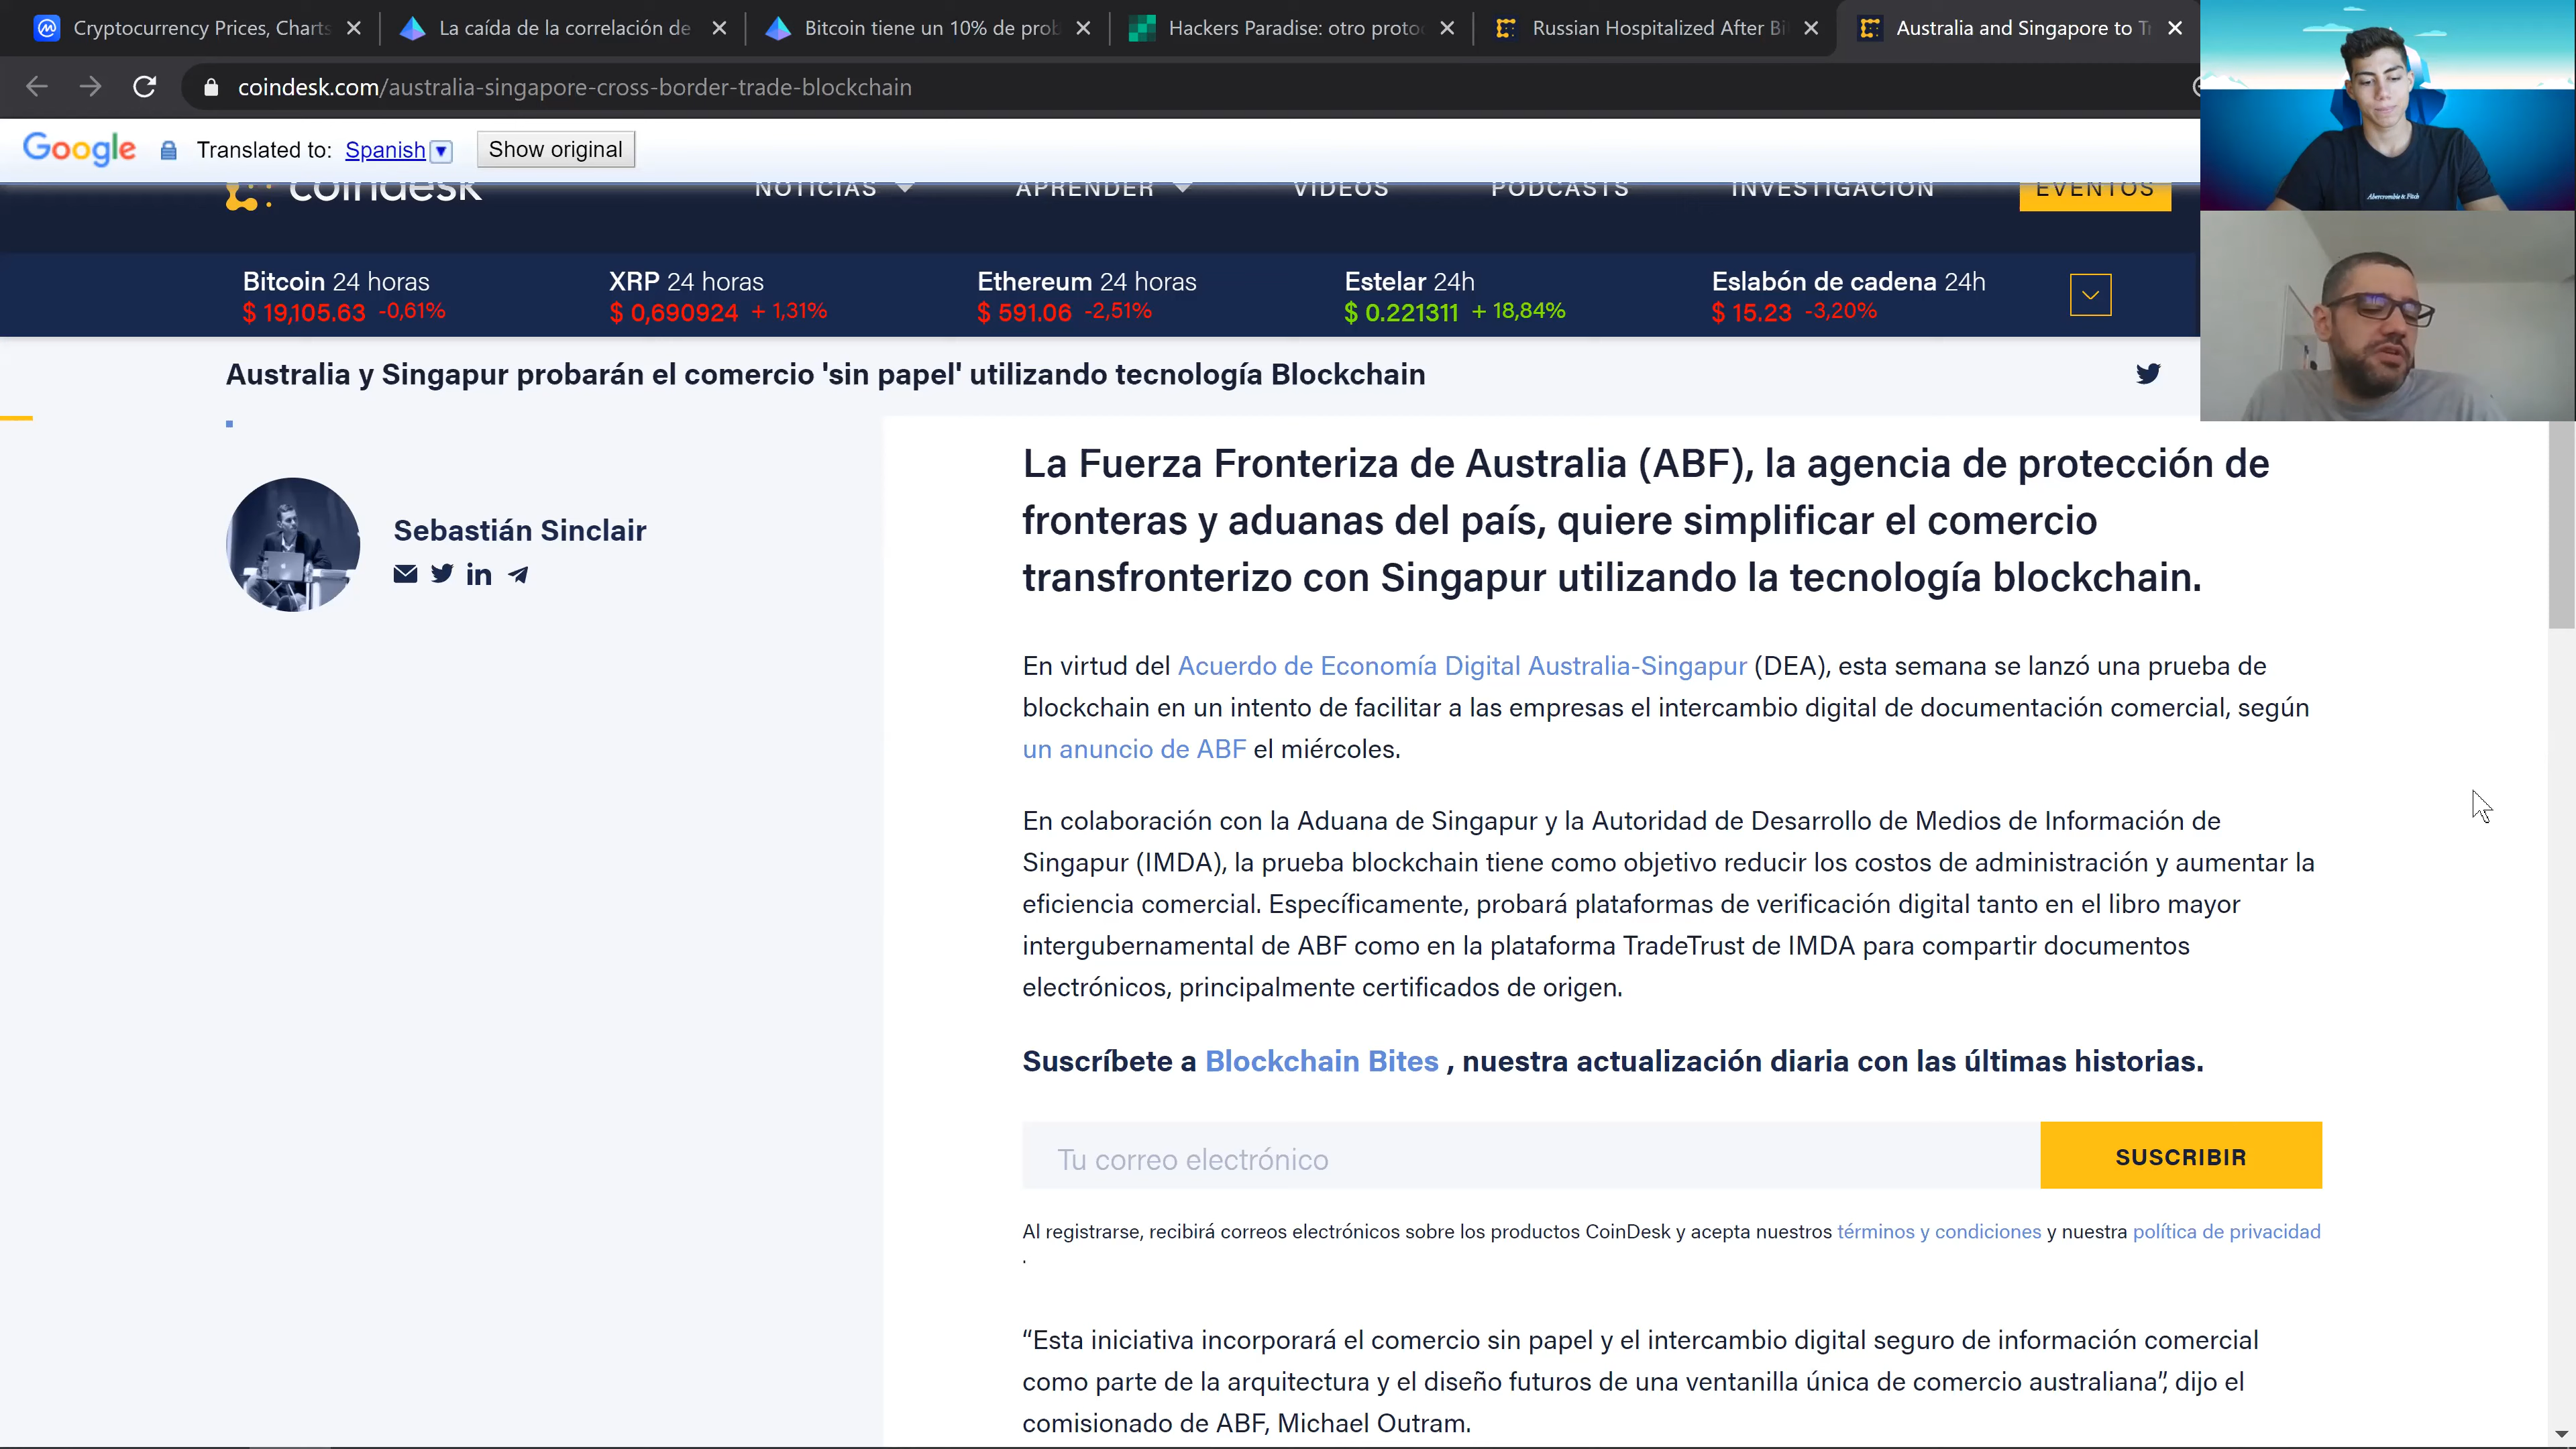 Cryptocurrency Prices, Charts
La caída de la correlación de
Bitcoin tiene un 10% de prob
Hackers Paradise: otro proto
Russian Hospitalized After Bi
Australia and Singapore to Tr
coindesk.com/australia-singapore-cross-border-trade-blockchain
Google Translated to: Spanish Show original
coindesk NOTICIAS APRENDER VIDEOS PODCASTS INVESTIGACIÓN EVENTOS
Bitcoin 24 horas
$ 19,105.63 -0,61%
XRP 24 horas
$ 0,690924 + 1,31%
Ethereum 24 horas
$ 591.06 -2,51%
Estelar 24h
$ 0.221311 + 18,84%
Eslabón de cadena 24h
$ 15.23 -3,20%
Australia y Singapur probarán el comercio 'sin papel' utilizando tecnología Blockchain
Sebastián Sinclair
La Fuerza Fronteriza de Australia (ABF), la agencia de protección de
fronteras y aduanas del país, quiere simplificar el comercio
transfronterizo con Singapur utilizando la tecnología blockchain.
En virtud del Acuerdo de Economía Digital Australia-Singapur (DEA), esta semana se lanzó una prueba de
blockchain en un intento de facilitar a las empresas el intercambio digital de documentación comercial, según
un anuncio de ABF el miércoles.
En colaboración con la Aduana de Singapur y la Autoridad de Desarrollo de Medios de Información de
Singapur (IMDA), la prueba blockchain tiene como objetivo reducir los costos de administración y aumentar la
eficiencia comercial. Específicamente, probará plataformas de verificación digital tanto en el libro mayor
intergubernamental de ABF como en la plataforma TradeTrust de IMDA para compartir documentos
electrónicos, principalmente certificados de origen.
Suscríbete a Blockchain Bites , nuestra actualización diaria con las últimas historias.
Tu correo electrónico
SUSCRIBIR
Al registrarse, recibirá correos electrónicos sobre los productos CoinDesk y acepta nuestros términos y condiciones y nuestra política de privacidad
.
“Esta iniciativa incorporará el comercio sin papel y el intercambio digital seguro de información comercial
como parte de la arquitectura y el diseño futuros de una ventanilla única de comercio australiana”, dijo el
comisionado de ABF, Michael Outram.
Abercrombie & Fitch